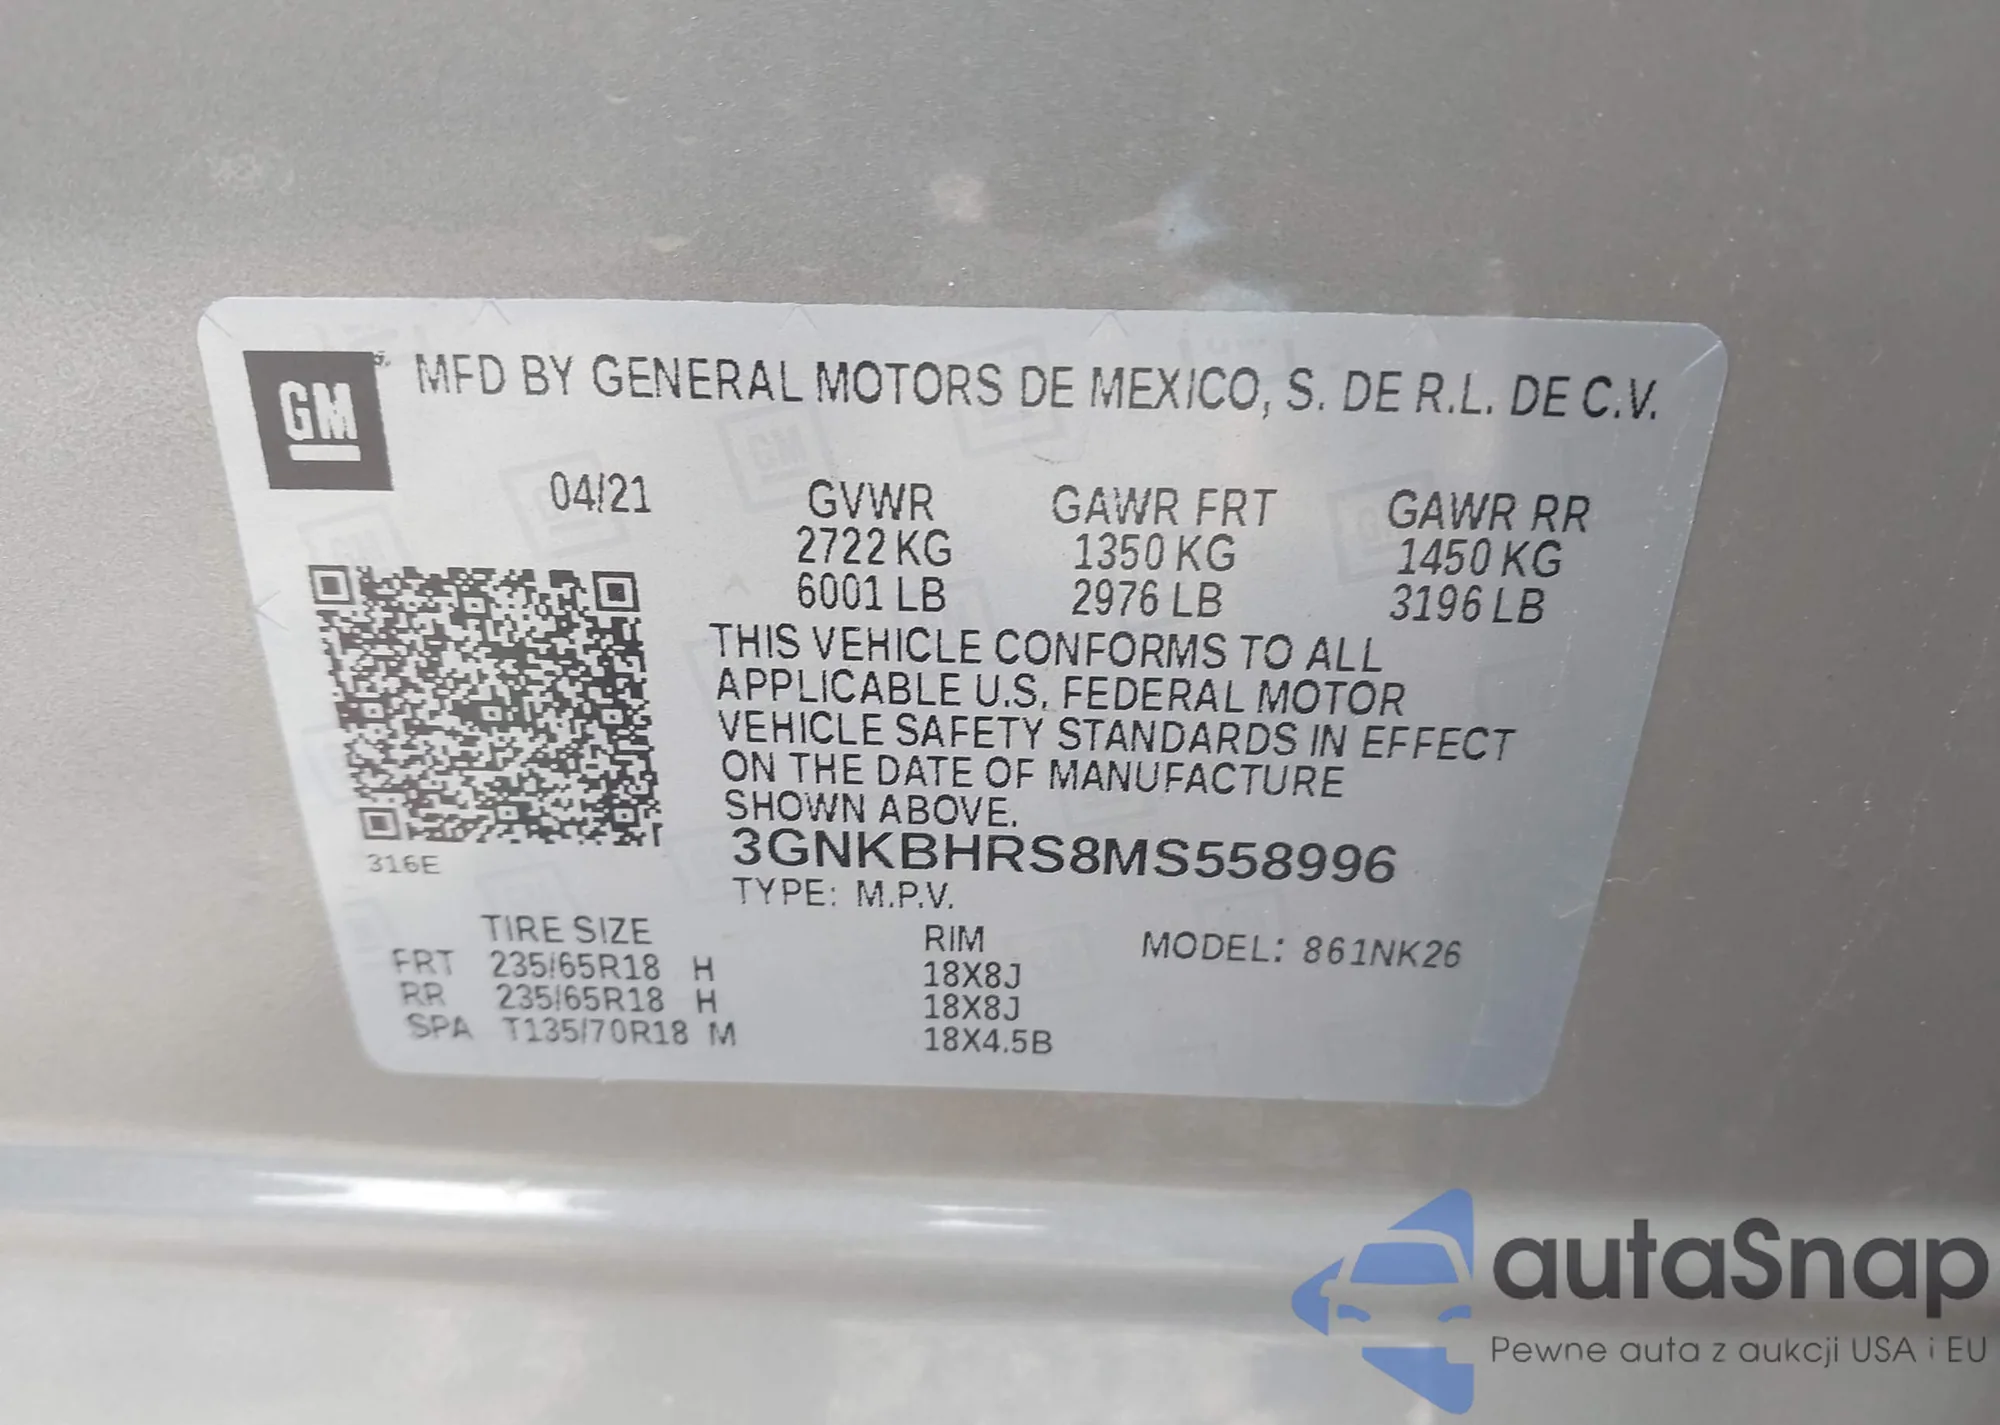 GM
MFD BY GENERAL MOTORS DE MEXICO, S. DE R.L. DE C.V.
04/21 GVWR GAWR FRT GAWR RR
2722 KG 1350 KG 1450 KG
6001 LB 2976 LB 3196 LB
THIS VEHICLE CONFORMS TO ALL
APPLICABLE U.S. FEDERAL MOTOR
VEHICLE SAFETY STANDARDS IN EFFECT
ON THE DATE OF MANUFACTURE
SHOWN ABOVE.
3GNKBHRS8MS558996
316E
TYPE: M.P.V.
TIRE SIZE RIM MODEL: 861NK26
FRT 235/65R18 H 18X8J
RR 235/65R18 H 18X8J
SPA T135/70R18 M 18X4.5B
autaSnap
Pewne auta z aukcji USA i EU